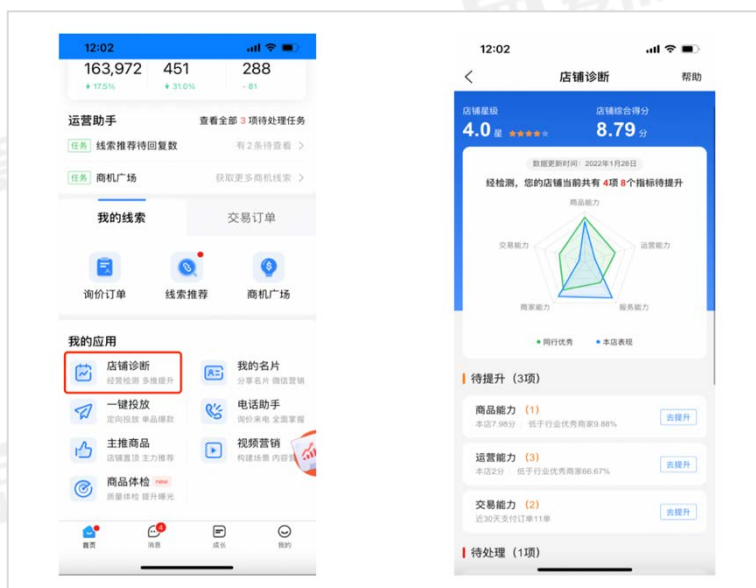 12:02
163,972 451 288
17.5% 31.0% - 81
运营助手 查看全部 3 项待处理任务
任务 线索推荐待回复数 有2条待查看 >
任务 商机广场 获取更多商机线索 >
我的线索 交易订单
询价订单 线索推荐 商机广场
我的应用
店铺诊断 我的名片
经营检测 多维提升 分享名片 微信营销
一键投放 电话助手
定向投放 单品爆款 询价来电 全面掌握
主推商品 视频营销
店铺置顶 主力推荐 构建场景 内容
商品体检 new
质量体检 提升曝光
4
首页 消息 成长 我的
12:02
< 店铺诊断 帮助
店铺星级 店铺综合得分
4.0 星 8.79 分
数据更新时间：2022年1月28日
经检测，您的店铺当前共有 4项 8个指标待提升
商品能力
交易能力 运营能力
商家能力 服务能力
同行优秀 本店表现
待提升（3项）
商品能力（1）
本店7.98分 低于行业优秀商家9.88% 去提升
运营能力（3）
本店2分 低于行业优秀商家66.67% 去提升
交易能力（2）
近30天支付订单11单 去提升
待处理（1项）